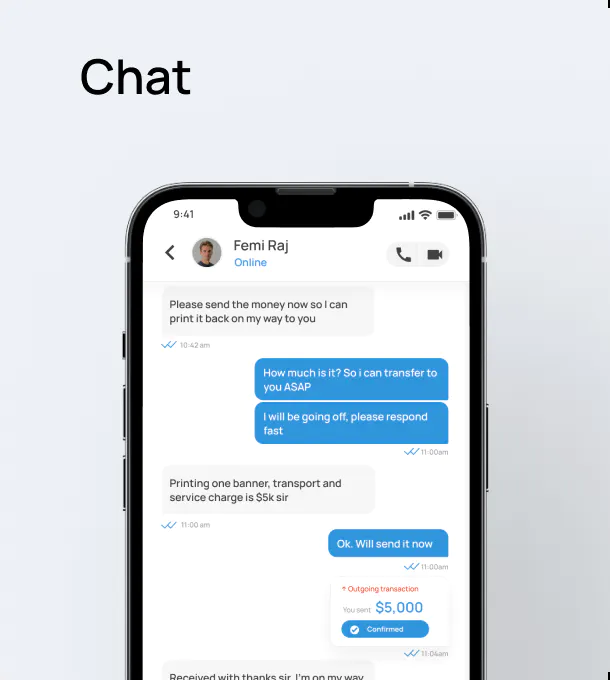 Chat
9:41
Femi Raj
Online
Please send the money now so I can
print it back on my way to you
10:42 am
How much is it? So i can transfer to
you ASAP
I will be going off, please respond
fast
11:00am
Printing one banner, transport and
service charge is $5k sir
11:00 am
Ok. Will send it now
11:00am
↑ Outgoing transaction
You sent $5,000
Confirmed
11:04am
Received with thanks sir. I'm on my way